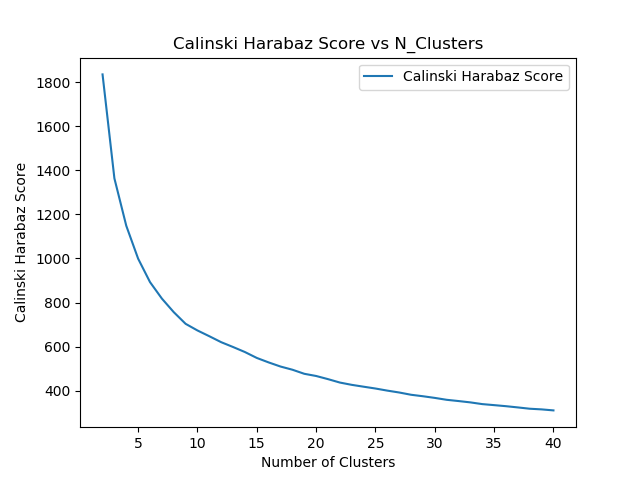 Calinski Harabaz Score vs N_Clusters
Calinski Harabaz Score
1800
1600
1400
1200
1000
800
600
400
Calinski Harabaz Score
5 10 15 20 25 30 35 40
Number of Clusters